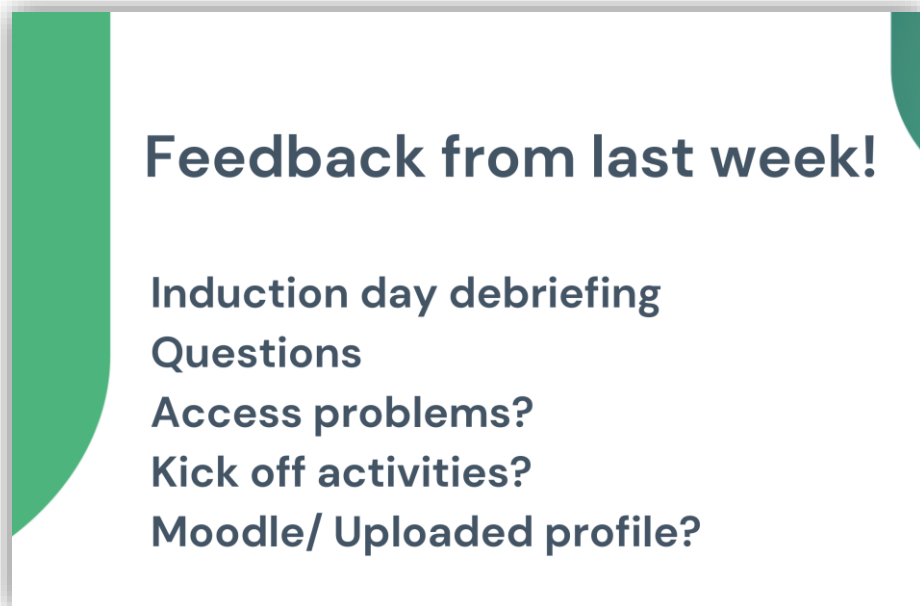 Feedback from last week!
Induction day debriefing
Questions
Access problems?
Kick off activities?
Moodle/ Uploaded profile?